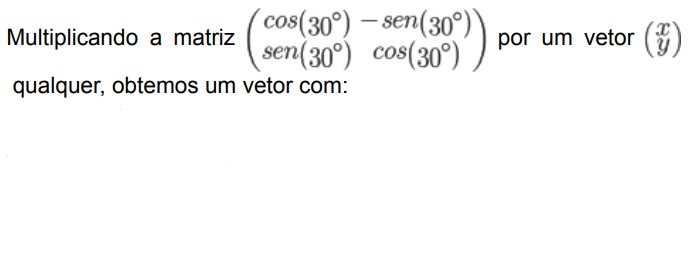 Multiplicando a matriz (cos(30°) −sen(30°) sen(30°) cos(30°)) por um vetor (x y)
qualquer, obtemos um vetor com: